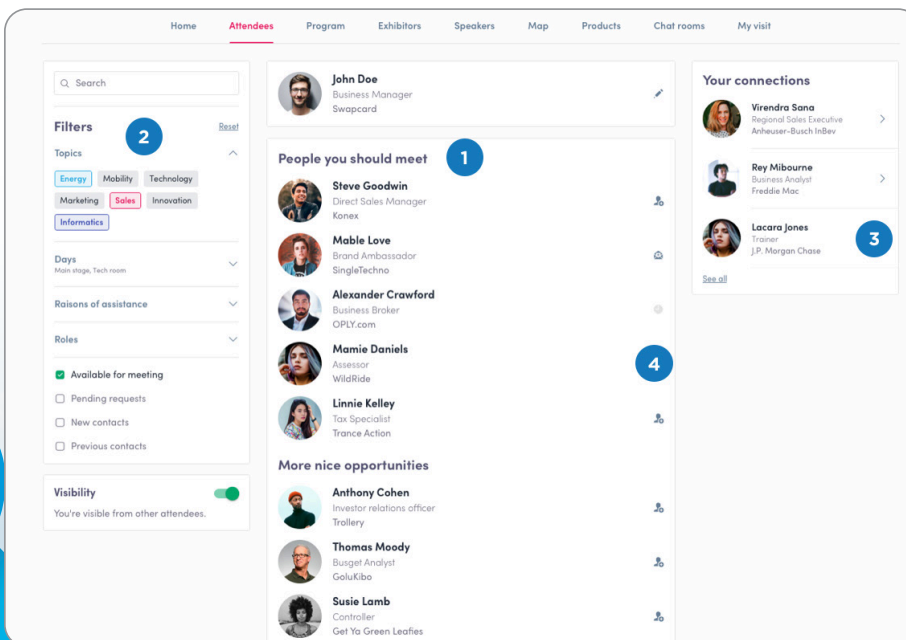 Home Attendees Program Exhibitors Speakers Map Products Chat rooms My visit
Search
Filters
2
Reset
Topics
Energy Mobility Technology
Marketing Sales Innovation
Informatics
Days
Main stage, Tech room
Raisons of assistance
Roles
Available for meeting
Pending requests
New contacts
Previous contacts
Visibility
You're visible from other attendees.
John Doe
Business Manager
Swapcard
People you should meet
1
Steve Goodwin
Direct Sales Manager
Konex
Mable Love
Brand Ambassador
SingleTechno
Alexander Crawford
Business Broker
OPLY.com
Mamie Daniels
Assessor
WildRide
4
Linnie Kelley
Tax Specialist
Trance Action
More nice opportunities
Anthony Cohen
Investor relations officer
Trollery
Thomas Moody
Busget Analyst
GoluKibo
Susie Lamb
Controller
Get Ya Green Leafies
Your connections
Virendra Sana
Regional Sales Executive
Anheuser-Busch InBev
Rey Mibourne
Business Analyst
Freddie Mac
Lacara Jones
Trainer
J.P. Morgan Chase
3
See all